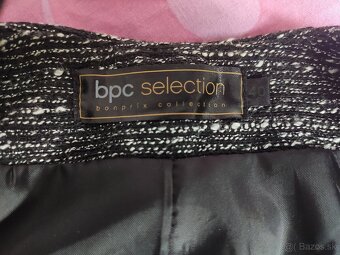 bpc selection
bonprix collection
40
Bazos.sk